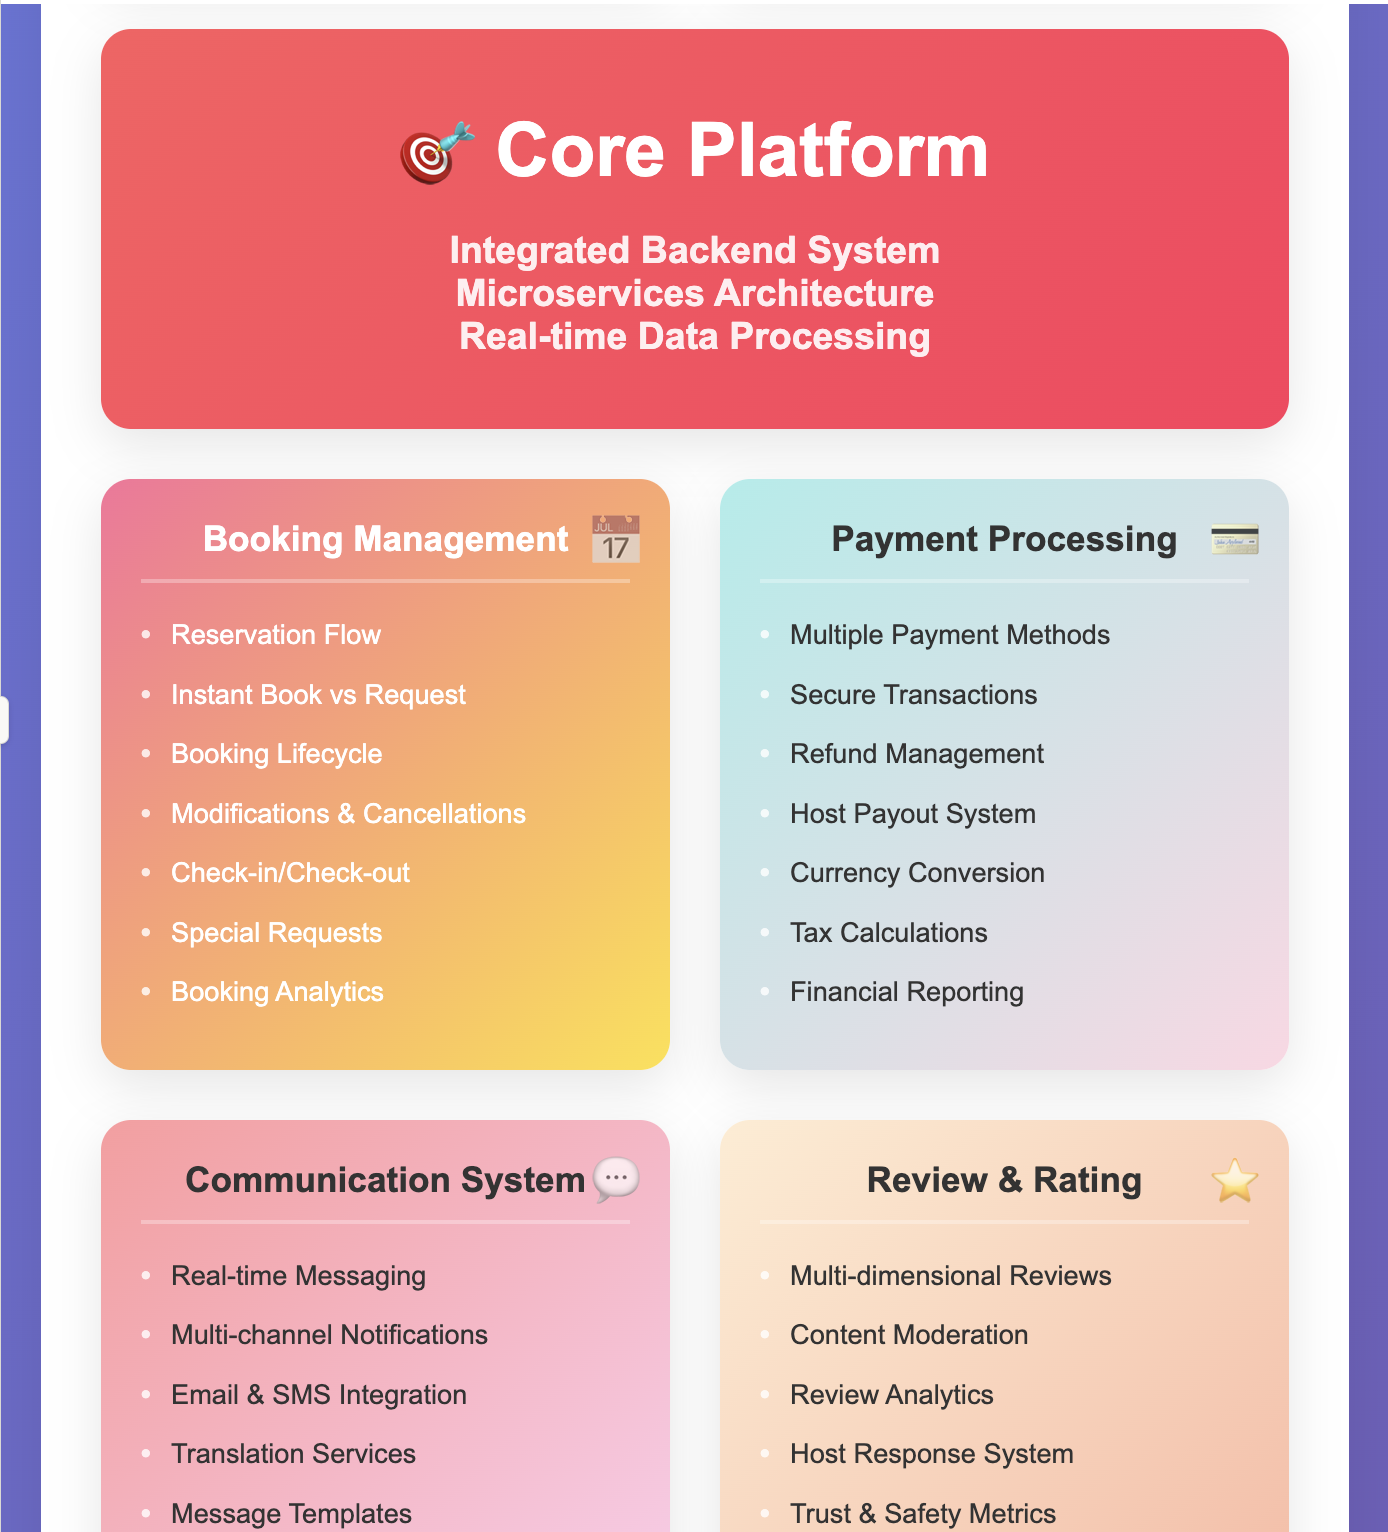 Core Platform
Integrated Backend System
Microservices Architecture
Real-time Data Processing
Booking Management
JUL
17
• Reservation Flow
• Instant Book vs Request
• Booking Lifecycle
• Modifications & Cancellations
• Check-in/Check-out
• Special Requests
• Booking Analytics
Payment Processing
• Multiple Payment Methods
• Secure Transactions
• Refund Management
• Host Payout System
• Currency Conversion
• Tax Calculations
• Financial Reporting
Communication System
• Real-time Messaging
• Multi-channel Notifications
• Email & SMS Integration
• Translation Services
• Message Templates
Review & Rating
• Multi-dimensional Reviews
• Content Moderation
• Review Analytics
• Host Response System
• Trust & Safety Metrics